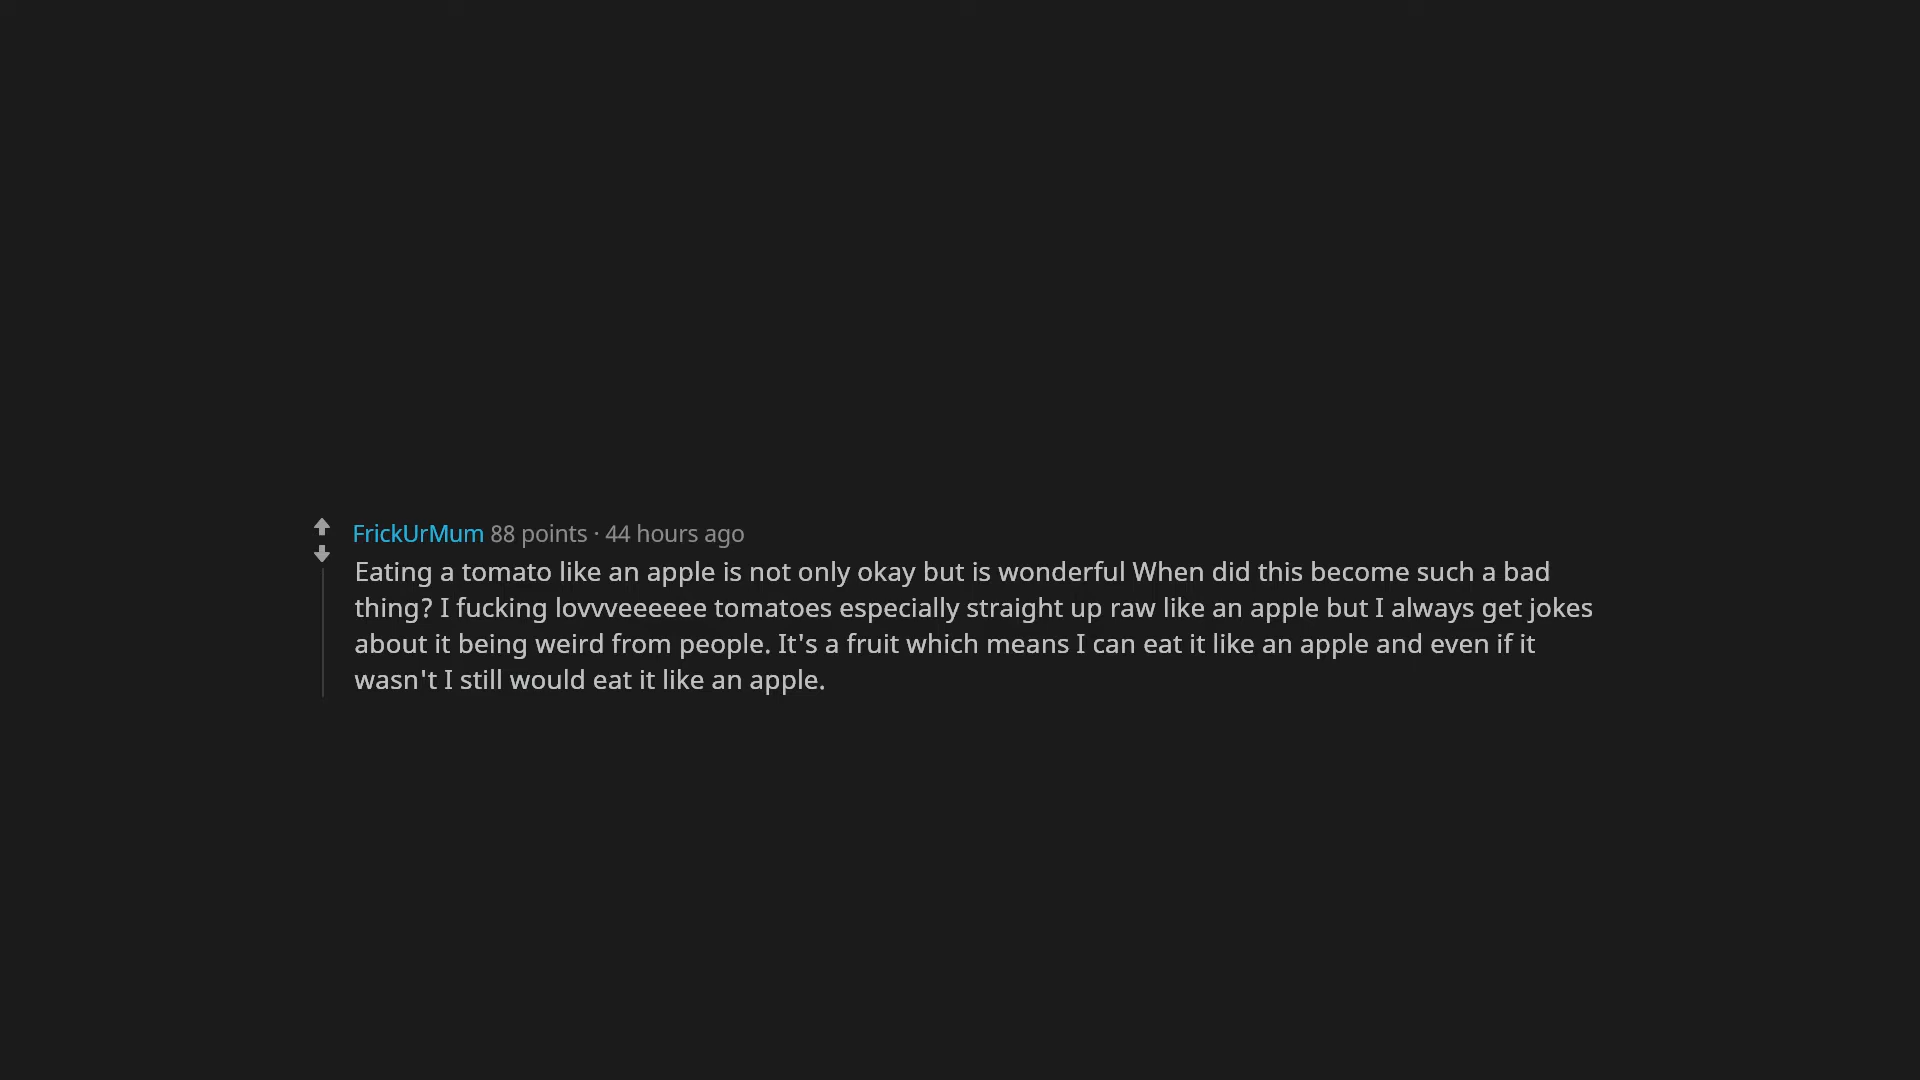 FrickUrMum 88 points · 44 hours ago
Eating a tomato like an apple is not only okay but is wonderful When did this become such a bad
thing? I fucking lovvveeeeee tomatoes especially straight up raw like an apple but I always get jokes
about it being weird from people. It's a fruit which means I can eat it like an apple and even if it
wasn't I still would eat it like an apple.